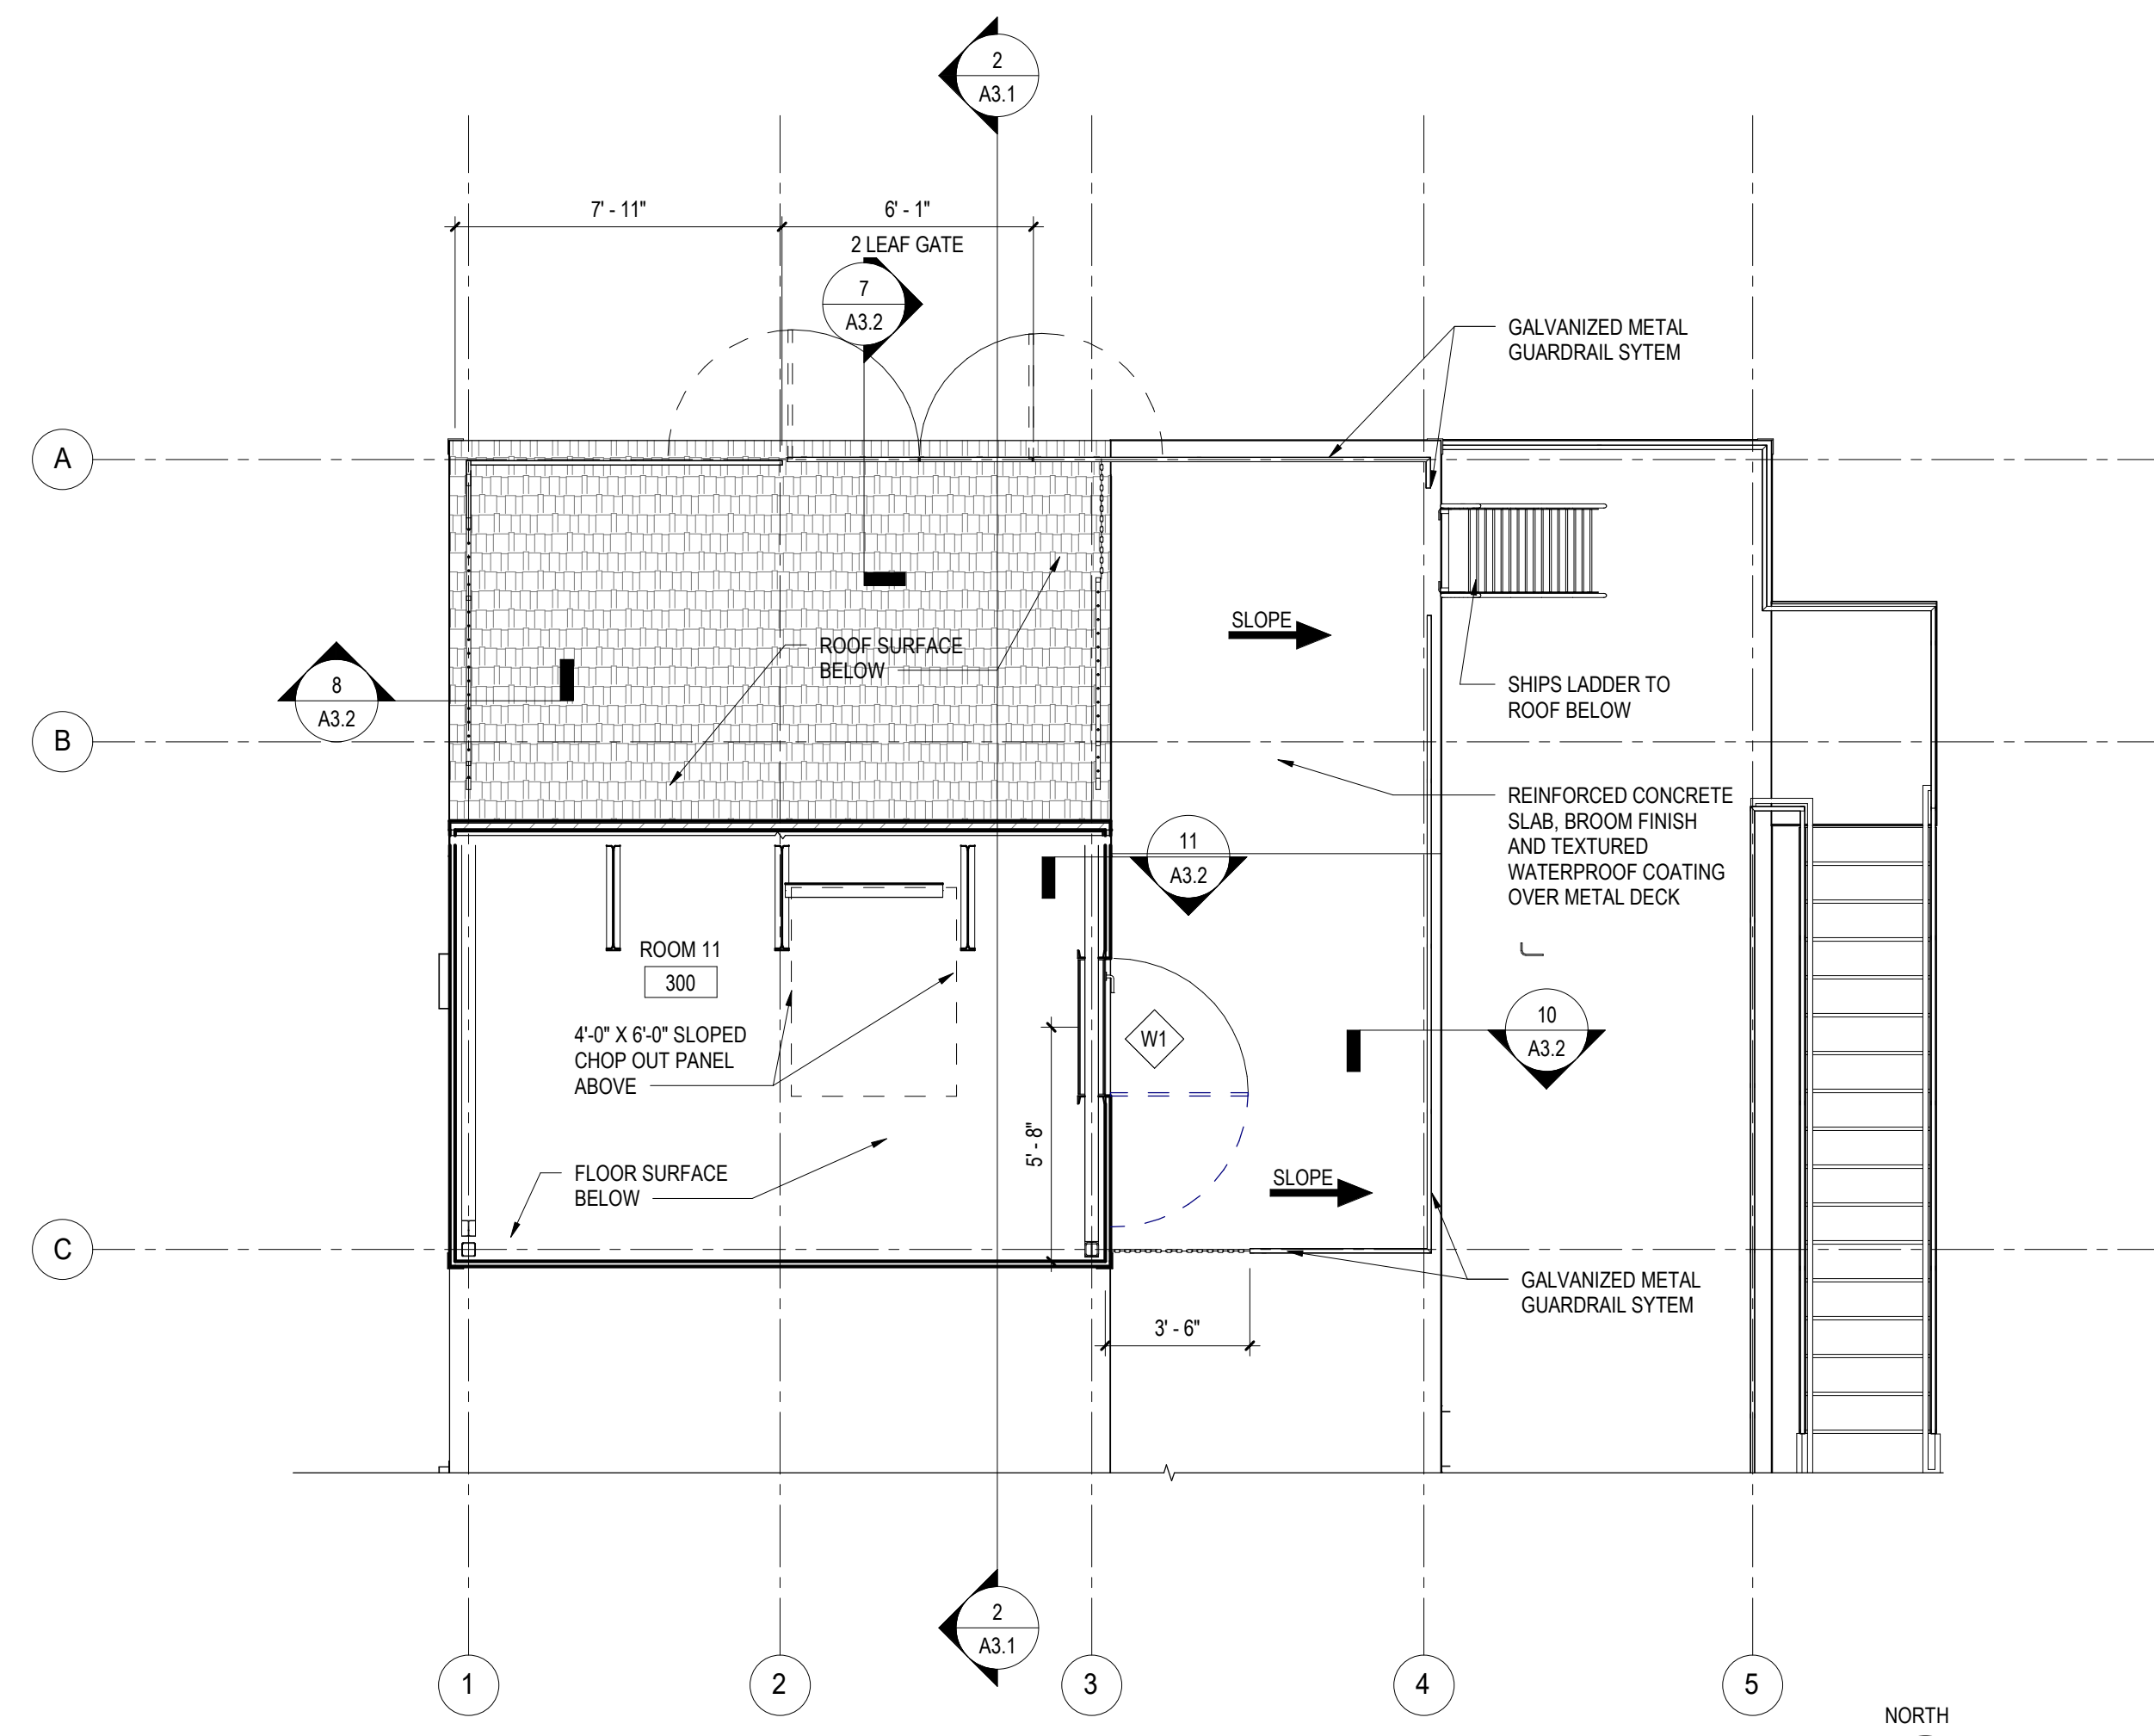 2
A3.1
7' - 11"
6' - 1"
2 LEAF GATE
7
A3.2
GALVANIZED METAL
GUARDRAIL SYTEM
A
SLOPE
ROOF SURFACE
BELOW
8
A3.2
SHIPS LADDER TO
ROOF BELOW
B
REINFORCED CONCRETE
SLAB, BROOM FINISH
AND TEXTURED
WATERPROOF COATING
OVER METAL DECK
11
A3.2
ROOM 11
300
10
A3.2
W1
4'-0" X 6'-0" SLOPED
CHOP OUT PANEL
ABOVE
5' - 8"
FLOOR SURFACE
BELOW
SLOPE
C
GALVANIZED METAL
GUARDRAIL SYTEM
3' - 6"
2
A3.1
1
2
3
4
5
NORTH